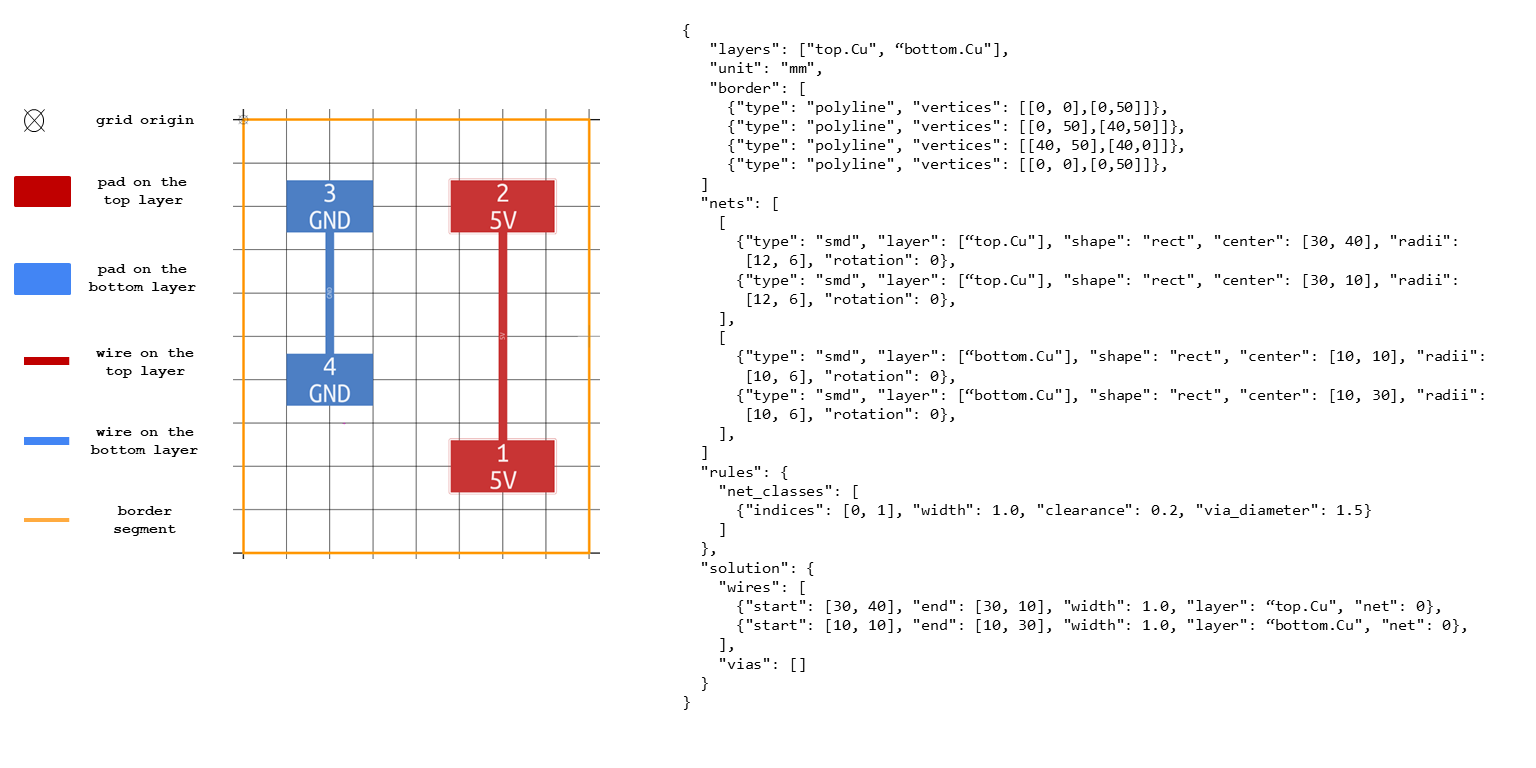 grid origin
pad on the
top layer
pad on the
bottom layer
wire on the
top layer
wire on the
bottom layer
border
segment
3
GND
2
5V
GND
5V
4
GND
1
5V
{
"layers": ["top.Cu", “bottom.Cu"],
"unit": "mm",
"border": [
{"type": "polyline", "vertices": [[0, 0],[0,50]]},
{"type": "polyline", "vertices": [[0, 50],[40,50]]},
{"type": "polyline", "vertices": [[40, 50],[40,0]]},
{"type": "polyline", "vertices": [[0, 0],[0,50]]},
]
"nets": [
[
{"type": "smd", "layer": [“top.Cu"], "shape": "rect", "center": [30, 40], "radii":
[12, 6], "rotation": 0},
{"type": "smd", "layer": [“top.Cu"], "shape": "rect", "center": [30, 10], "radii":
[12, 6], "rotation": 0},
],
[
{"type": "smd", "layer": [“bottom.Cu"], "shape": "rect", "center": [10, 10], "radii":
[10, 6], "rotation": 0},
{"type": "smd", "layer": [“bottom.Cu"], "shape": "rect", "center": [10, 30], "radii":
[10, 6], "rotation": 0},
],
]
"rules": {
"net_classes": [
{"indices": [0, 1], "width": 1.0, "clearance": 0.2, "via_diameter": 1.5}
]
},
"solution": {
"wires": [
{"start": [30, 40], "end": [30, 10], "width": 1.0, "layer": “top.Cu", "net": 0},
{"start": [10, 10], "end": [10, 30], "width": 1.0, "layer": “bottom.Cu", "net": 0},
],
"vias": []
}
}